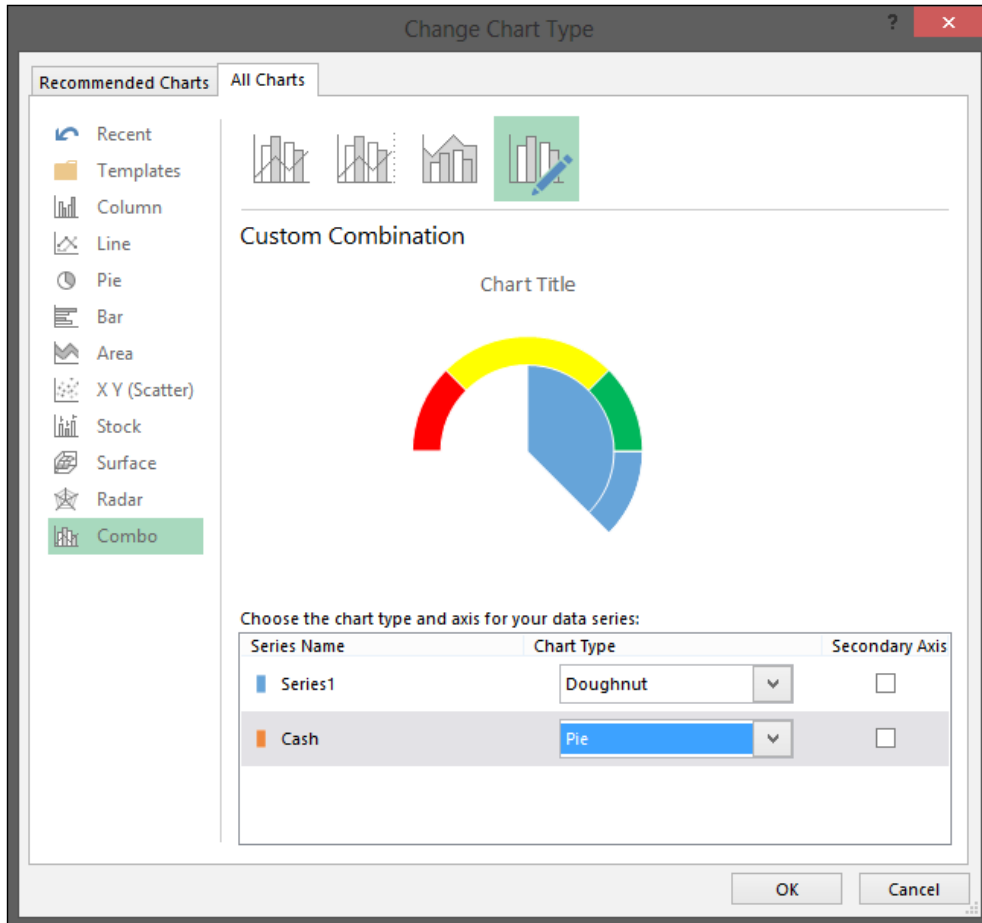 Change Chart Type
?
Recommended Charts
All Charts
Recent
Templates
Column
Line
Pie
Bar
Area
X Y (Scatter)
Stock
Surface
Radar
Combo
Custom Combination
Chart Title
Choose the chart type and axis for your data series:
Series Name Chart Type Secondary Axis
Series1 Doughnut
Cash Pie
OK Cancel